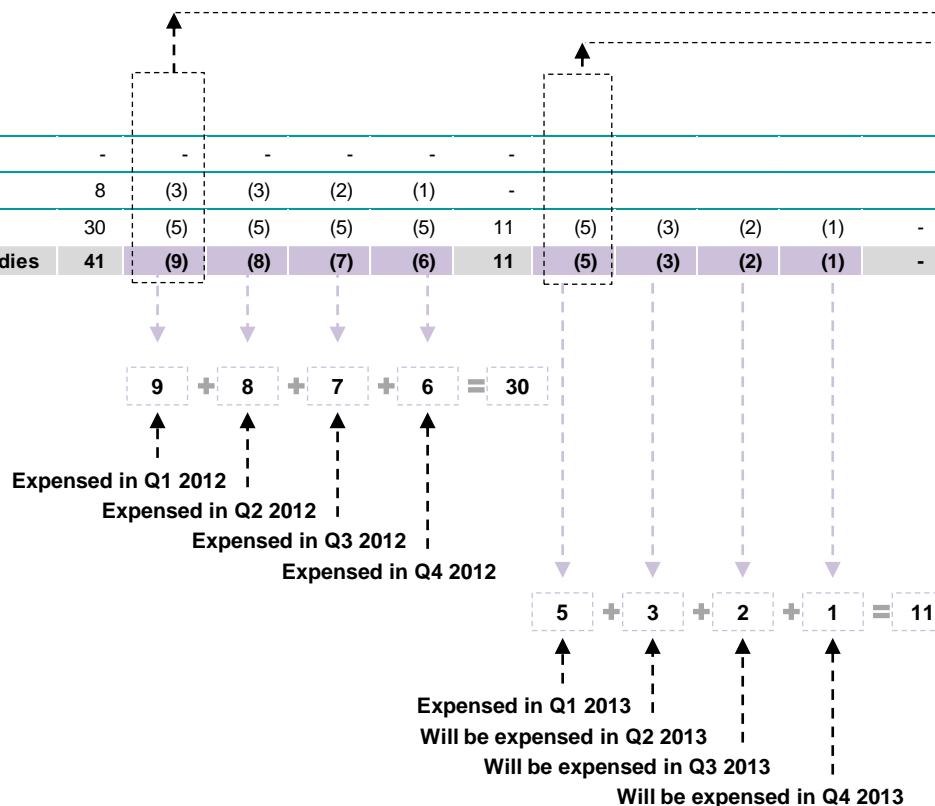 - - - - - -
8 (3) (3) (2) (1) -
30 (5) (5) (5) (5) 11 (5) (3) (2) (1) -
dies 41 (9) (8) (7) (6) 11 (5) (3) (2) (1) -
9 + 8 + 7 + 6 = 30
Expensed in Q1 2012
Expensed in Q2 2012
Expensed in Q3 2012
Expensed in Q4 2012
5 + 3 + 2 + 1 = 11
Expensed in Q1 2013
Will be expensed in Q2 2013
Will be expensed in Q3 2013
Will be expensed in Q4 2013